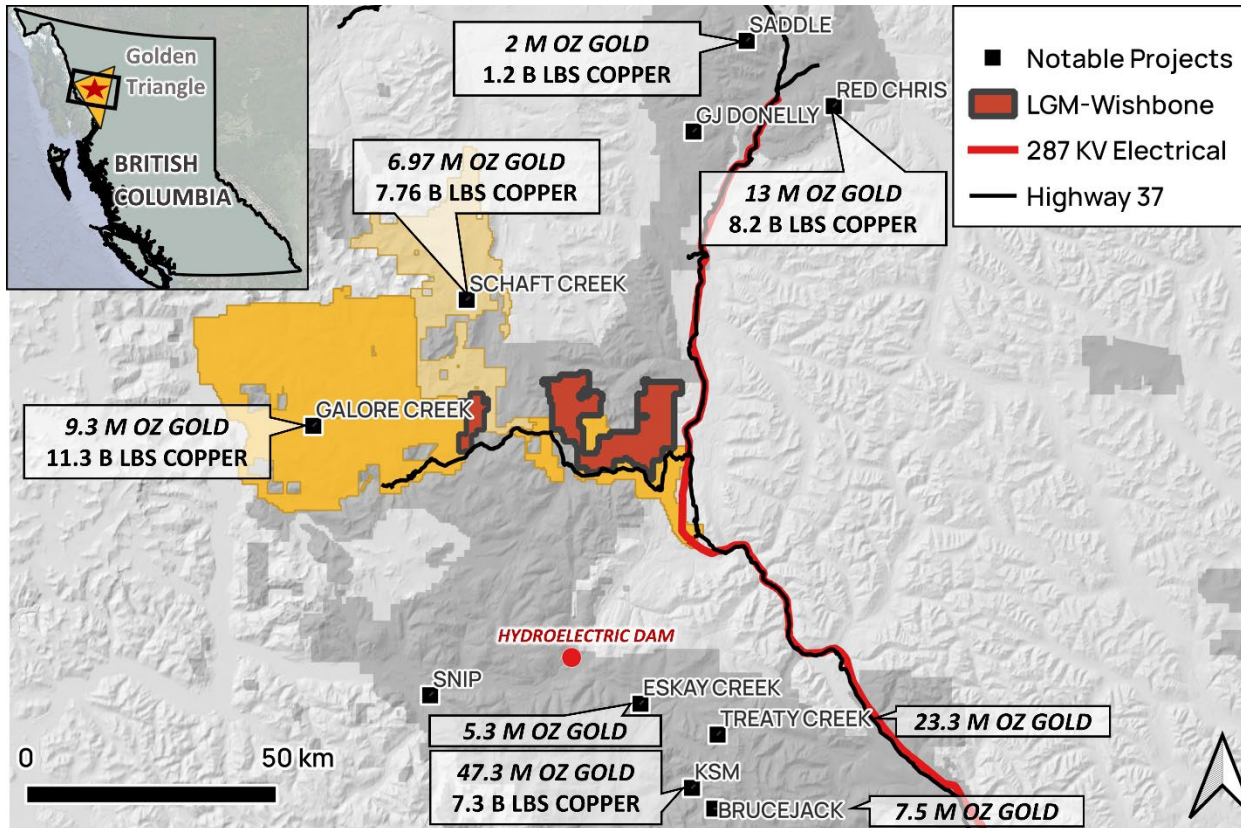 Golden
Triangle
BRITISH
COLUMBIA
2 M OZ GOLD
1.2 B LBS COPPER
SADDLE
RED CHRIS
GJ DONELLY
13 M OZ GOLD
8.2 B LBS COPPER
Notable Projects
LGM-Wishbone
287 KV Electrical
Highway 37
6.97 M OZ GOLD
7.76 B LBS COPPER
SCHAFT CREEK
GALORE CREEK
9.3 M OZ GOLD
11.3 B LBS COPPER
HYDROELECTRIC DAM
SNIP
ESKAY CREEK
5.3 M OZ GOLD
TREATY CREEK
23.3 M OZ GOLD
47.3 M OZ GOLD
7.3 B LBS COPPER
KSM
BRUCEJACK
7.5 M OZ GOLD
0
50 km